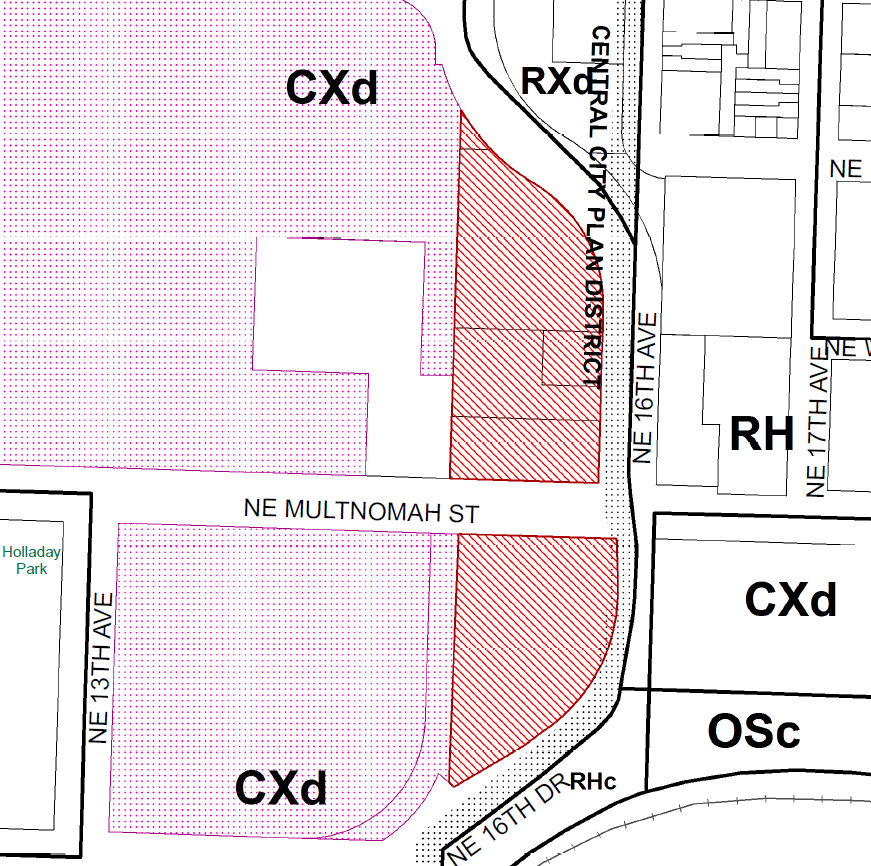 CXd
RXd
CENTRAL CITY PLAN DISTRICT
NE
NE 16TH AVE
NE 17TH AVE
NE
RH
NE MULTNOMAH ST
Holladay
Park
NE 13TH AVE
CXd
OSc
CXd
RHc
NE 16TH DR